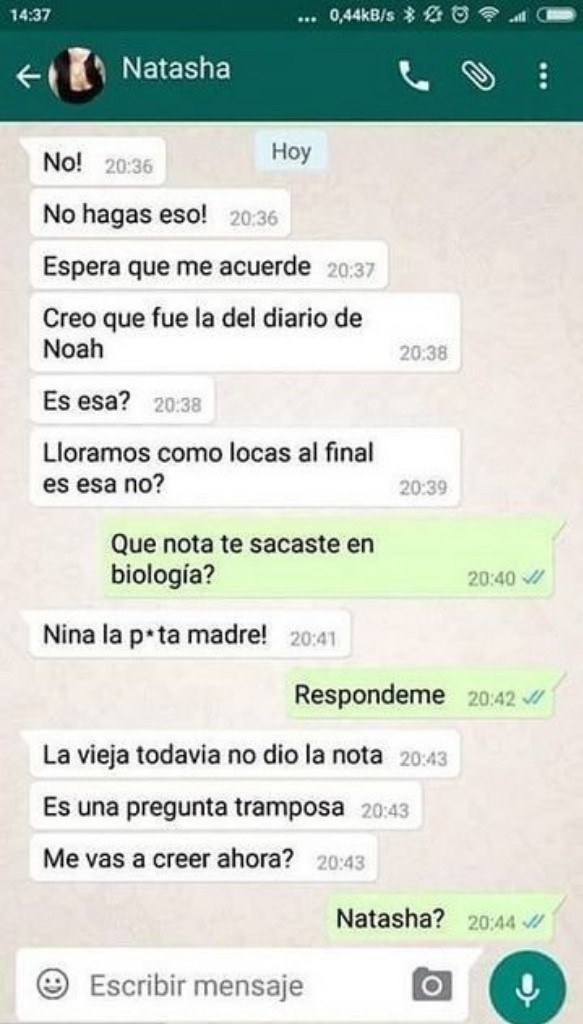 14:37 ... 0,44kB/s
Natasha
Hoy
No! 20:36
No hagas eso! 20:36
Espera que me acuerde 20:37
Creo que fue la del diario de
Noah 20:38
Es esa? 20:38
Lloramos como locas al final
es esa no? 20:39
Que nota te sacaste en
biología? 20:40
Nina la p*ta madre! 20:41
Respondeme 20:42
La vieja todavia no dio la nota 20:43
Es una pregunta tramposa 20:43
Me vas a creer ahora? 20:43
Natasha? 20:44
Escribir mensaje